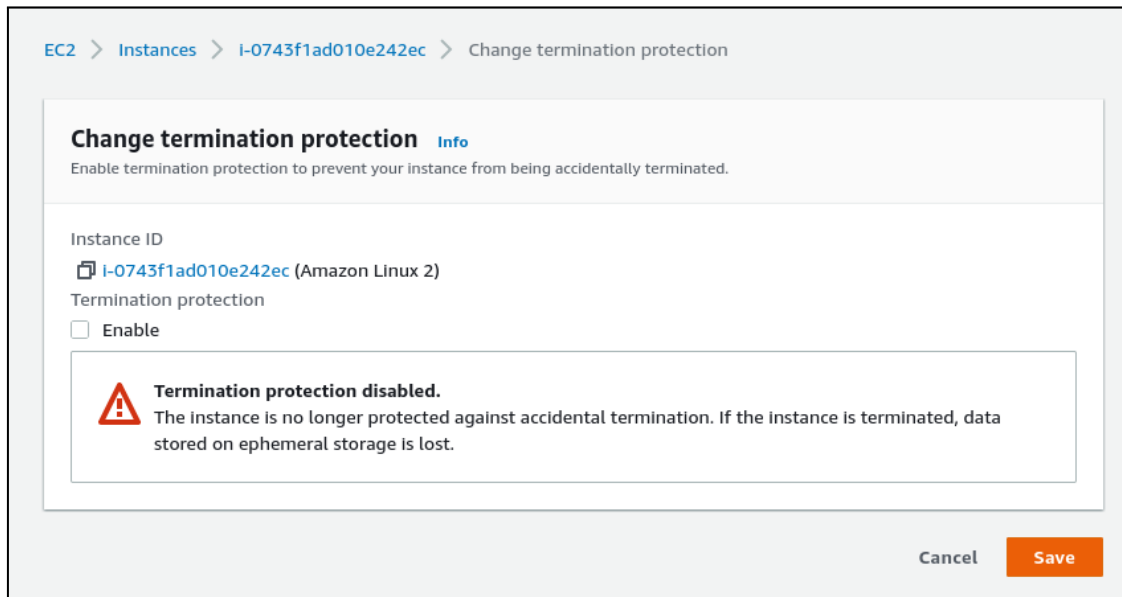 EC2 > Instances > i-0743f1ad010e242ec > Change termination protection
Change termination protection Info
Enable termination protection to prevent your instance from being accidentally terminated.
Instance ID
i-0743f1ad010e242ec (Amazon Linux 2)
Termination protection
Enable
Termination protection disabled.
The instance is no longer protected against accidental termination. If the instance is terminated, data
stored on ephemeral storage is lost.
Cancel Save